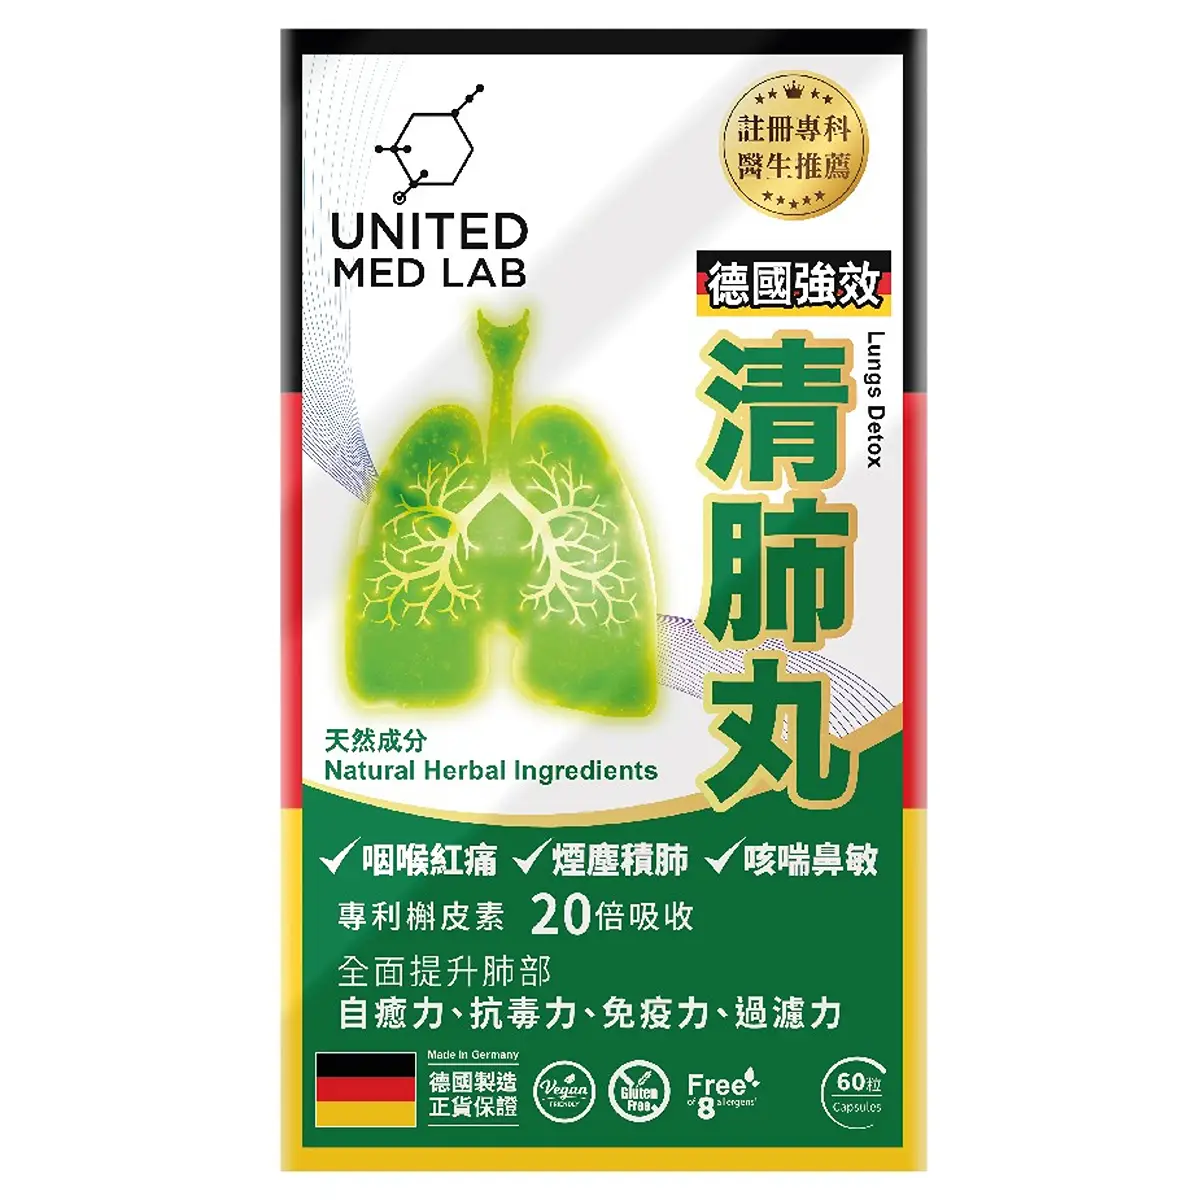 UNITED
MED LAB
註冊專科
醫生推薦
德國強效
清肺丸
Lungs Detox
天然成分
Natural Herbal Ingredients
咽喉紅痛 煙塵積肺 咳喘鼻敏
專利槲皮素 20倍吸收
全面提升肺部
自癒力、抗毒力、免疫力、過濾力
Made In Germany
德國製造
正貨保證
Vegan
FRIENDLY
Gluten
Free
Free
of 8 allergens'
60粒
Capsules